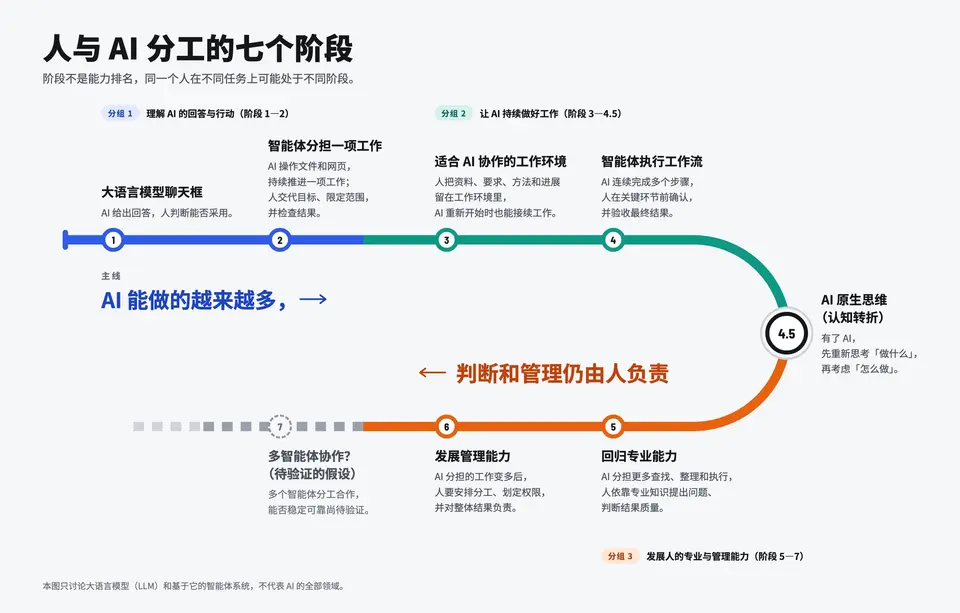 人与 AI 分工的七个阶段
阶段不是能力排名，同一个人在不同任务上可能处于不同阶段。
分组 1 理解 AI 的回答与行动（阶段 1—2）
分组 2 让 AI 持续做好工作（阶段 3—4.5）
大语言模型聊天框
AI 给出回答，人判断能否采用。
1
智能体分担一项工作
AI 操作文件和网页，
持续推进一项工作；
人交代目标、限定范围，
并检查结果。
2
适合 AI 协作的工作环境
人把资料、要求、方法和进展
留在工作环境里，
AI 重新开始时也能接续工作。
3
智能体执行工作流
AI 连续完成多个步骤，
人在关键环节前确认，
并验收最终结果。
4
主线
AI 能做的越来越多，→
4.5
AI 原生思维
（认知转折）
有了 AI，
先重新思考「做什么」，
再考虑「怎么做」。
← 判断和管理仍由人负责
7
多智能体协作？
（待验证的假设）
多个智能体分工合作，
能否稳定可靠尚待验证。
6
发展管理能力
AI 分担的工作变多后，
人要安排分工、划定权限，
并对整体结果负责。
5
回归专业能力
AI 分担更多查找、整理和执行，
人依靠专业知识提出问题、
判断结果质量。
分组 3 发展人的专业与管理能力（阶段 5—7）
本图只讨论大语言模型（LLM）和基于它的智能体系统，不代表 AI 的全部领域。